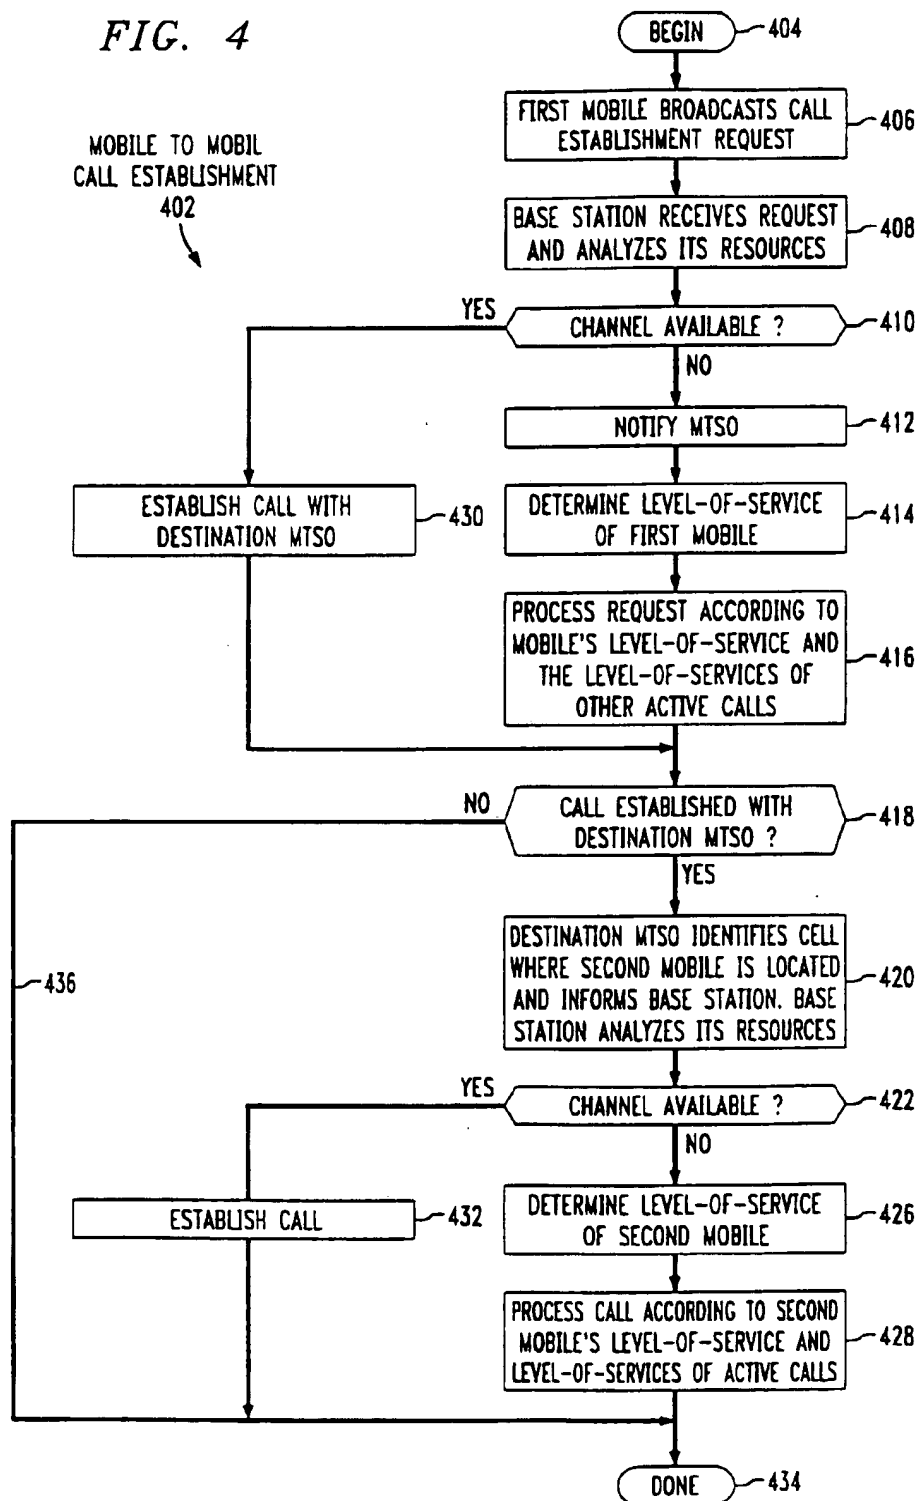 FIG. 4
BEGIN
404
FIRST MOBILE BROADCASTS CALL
ESTABLISHMENT REQUEST
406
MOBILE TO MOBIL
CALL ESTABLISHMENT
402
BASE STATION RECEIVES REQUEST
AND ANALYZES ITS RESOURCES
408
YES
CHANNEL AVAILABLE ?
410
NO
NOTIFY MTSO
412
ESTABLISH CALL WITH
DESTINATION MTSO
430
DETERMINE LEVEL-OF-SERVICE
OF FIRST MOBILE
414
PROCESS REQUEST ACCORDING TO
MOBILE'S LEVEL-OF-SERVICE AND
THE LEVEL-OF-SERVICES OF
OTHER ACTIVE CALLS
416
NO
CALL ESTABLISHED WITH
DESTINATION MTSO ?
418
YES
DESTINATION MTSO IDENTIFIES CELL
WHERE SECOND MOBILE IS LOCATED
AND INFORMS BASE STATION. BASE
STATION ANALYZES ITS RESOURCES
420
436
YES
CHANNEL AVAILABLE ?
422
NO
ESTABLISH CALL
432
DETERMINE LEVEL-OF-SERVICE
OF SECOND MOBILE
426
PROCESS CALL ACCORDING TO SECOND
MOBILE'S LEVEL-OF-SERVICE AND
LEVEL-OF-SERVICES OF ACTIVE CALLS
428
DONE
434